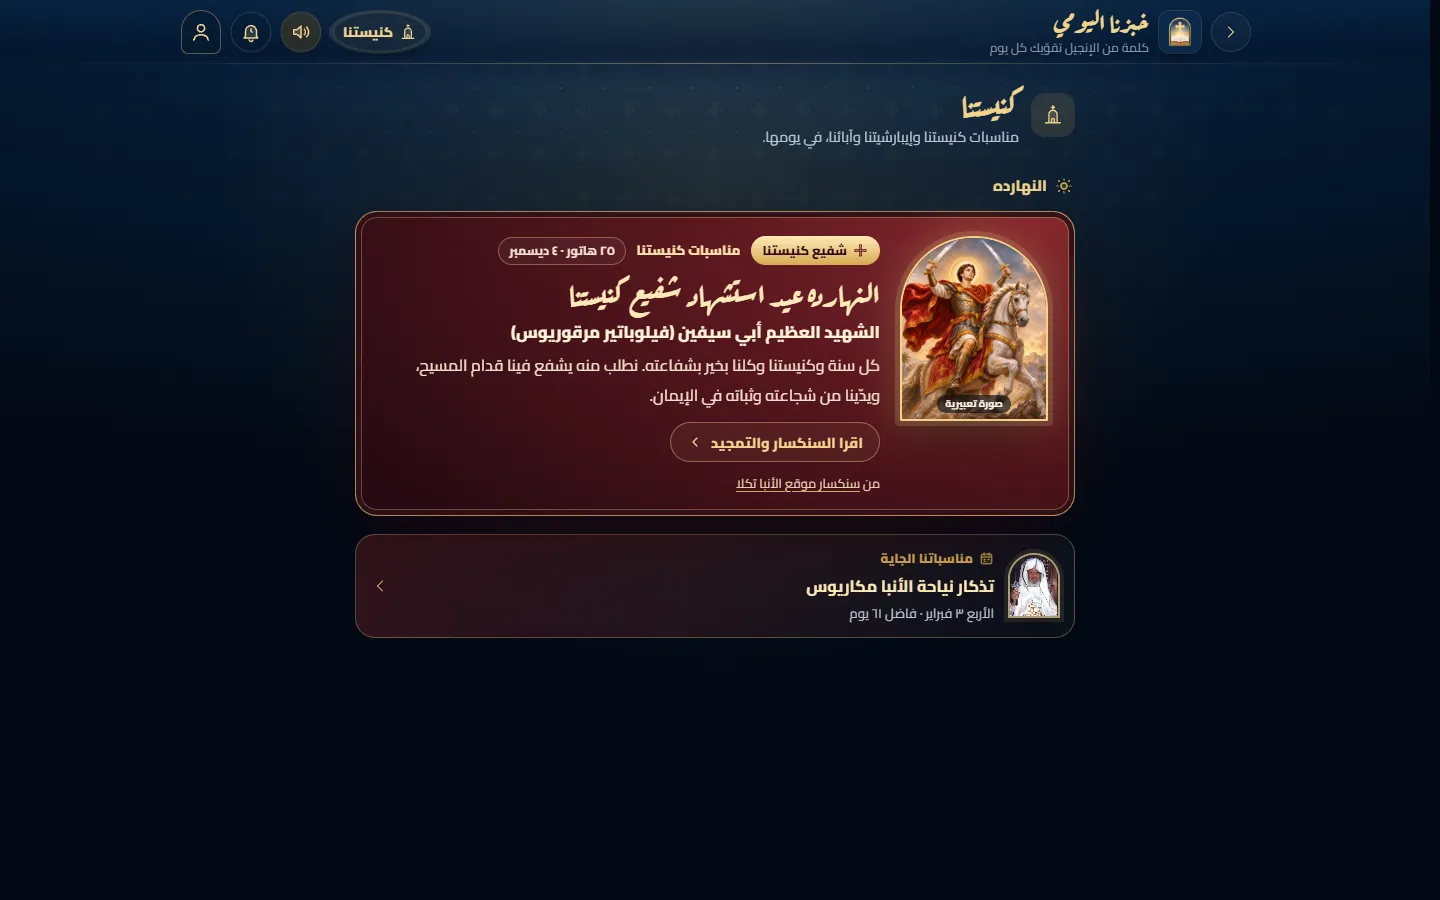 خبزنا اليومي
كلمة من الإنجيل تقوّيك كل يوم
كنيستنا
كنيستنا
مناسبات كنيستنا وإيبارشيتنا وآبائنا، في يومها.
النهارده
شفيع كنيستنا
مناسبات كنيستنا
٢٥ هاتور - ٤ ديسمبر
النهارده عيد استشهاد شفيع كنيستنا
الشهيد العظيم أبي سيفين (فيلوباتير مرقوريوس)
كل سنة وكنيستنا وكلنا بخير بشفاعته. نطلب منه يشفع فينا قدام المسيح،
ويدّينا من شجاعته وثباته في الإيمان.
صورة تعبيرية
اقرا السنكسار والتمجيد
من سنكسار موقع الأنبا تكلا
مناسباتنا الجاية
تذكار نياحة الأنبا مكاريوس
الأربع ٣ فبراير · فاضل ٦١ يوم